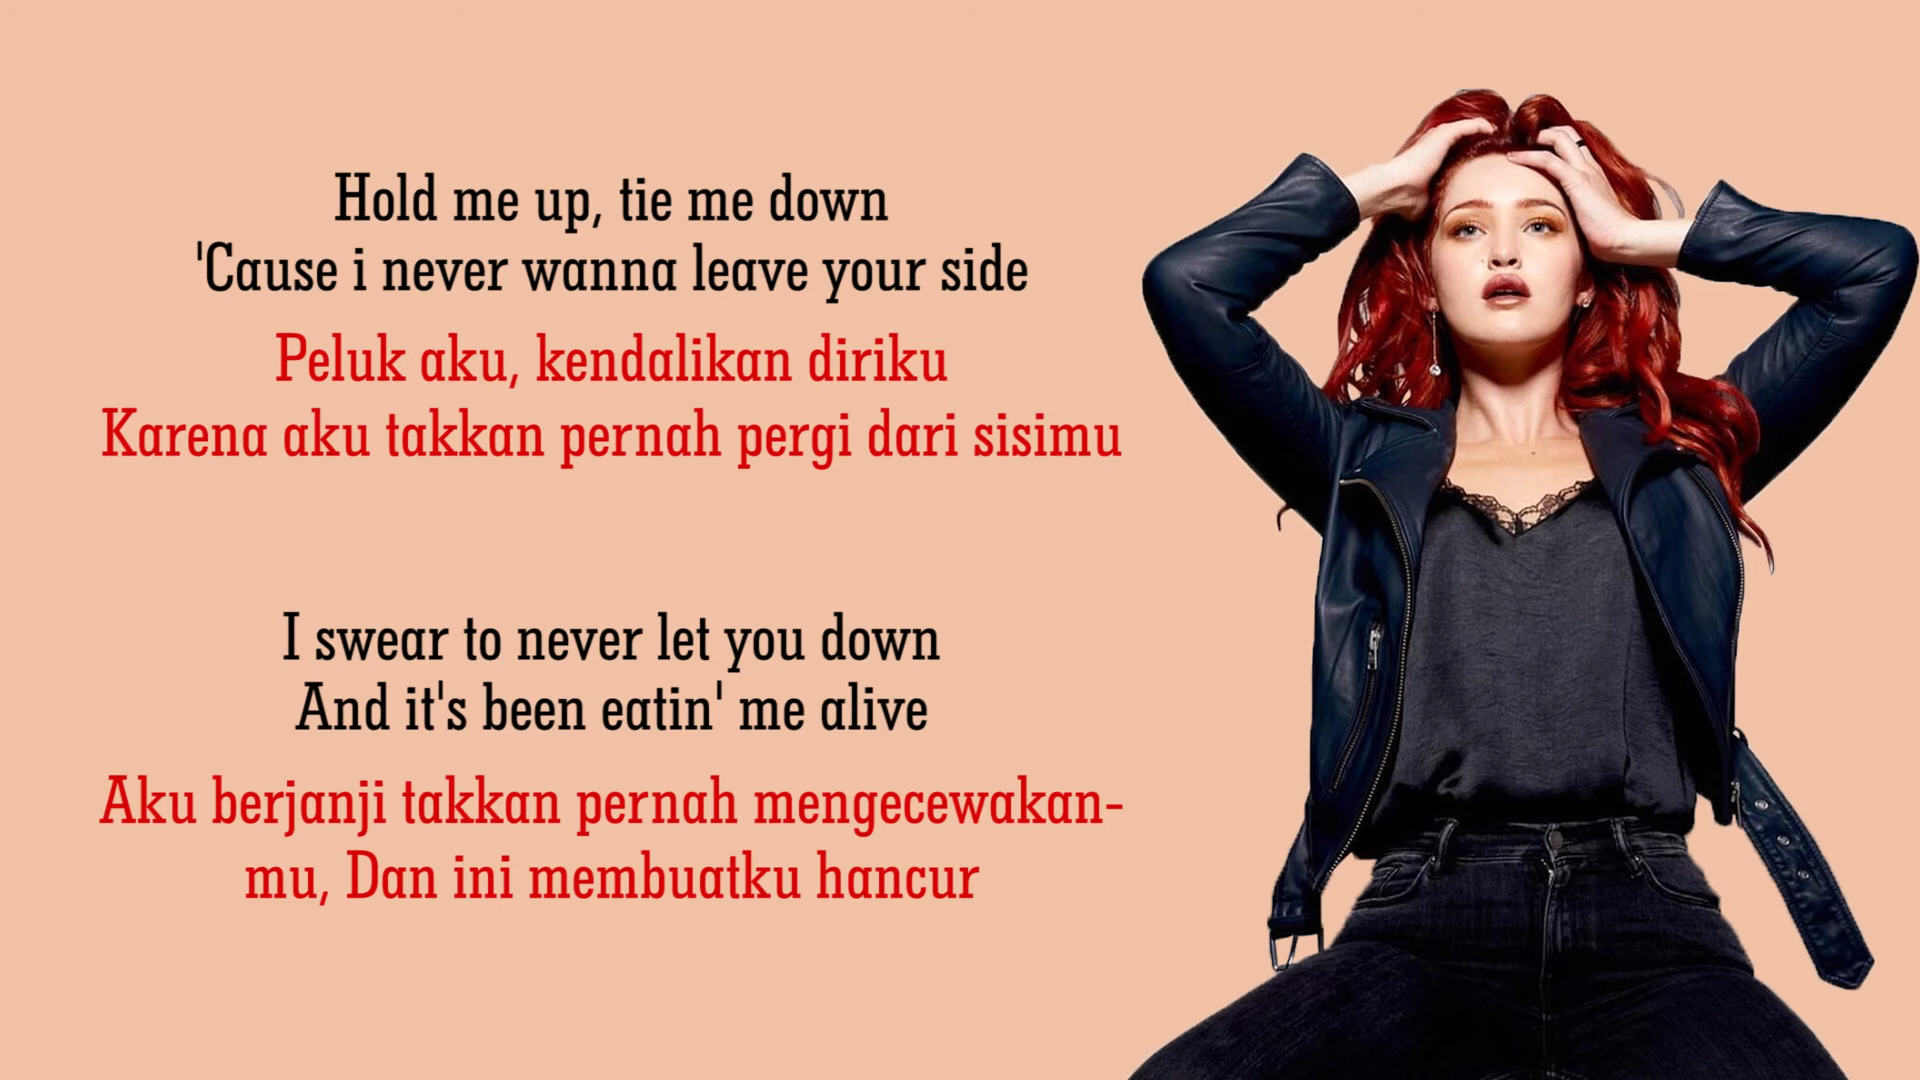 Hold me up, tie me down
'Cause i never wanna leave your side
Peluk aku, kendalikan diriku
Karena aku takkan pernah pergi dari sisimu
I swear to never let you down
And it's been eatin' me alive
Aku berjanji takkan pernah mengecewakan-
mu, Dan ini membuatku hancur